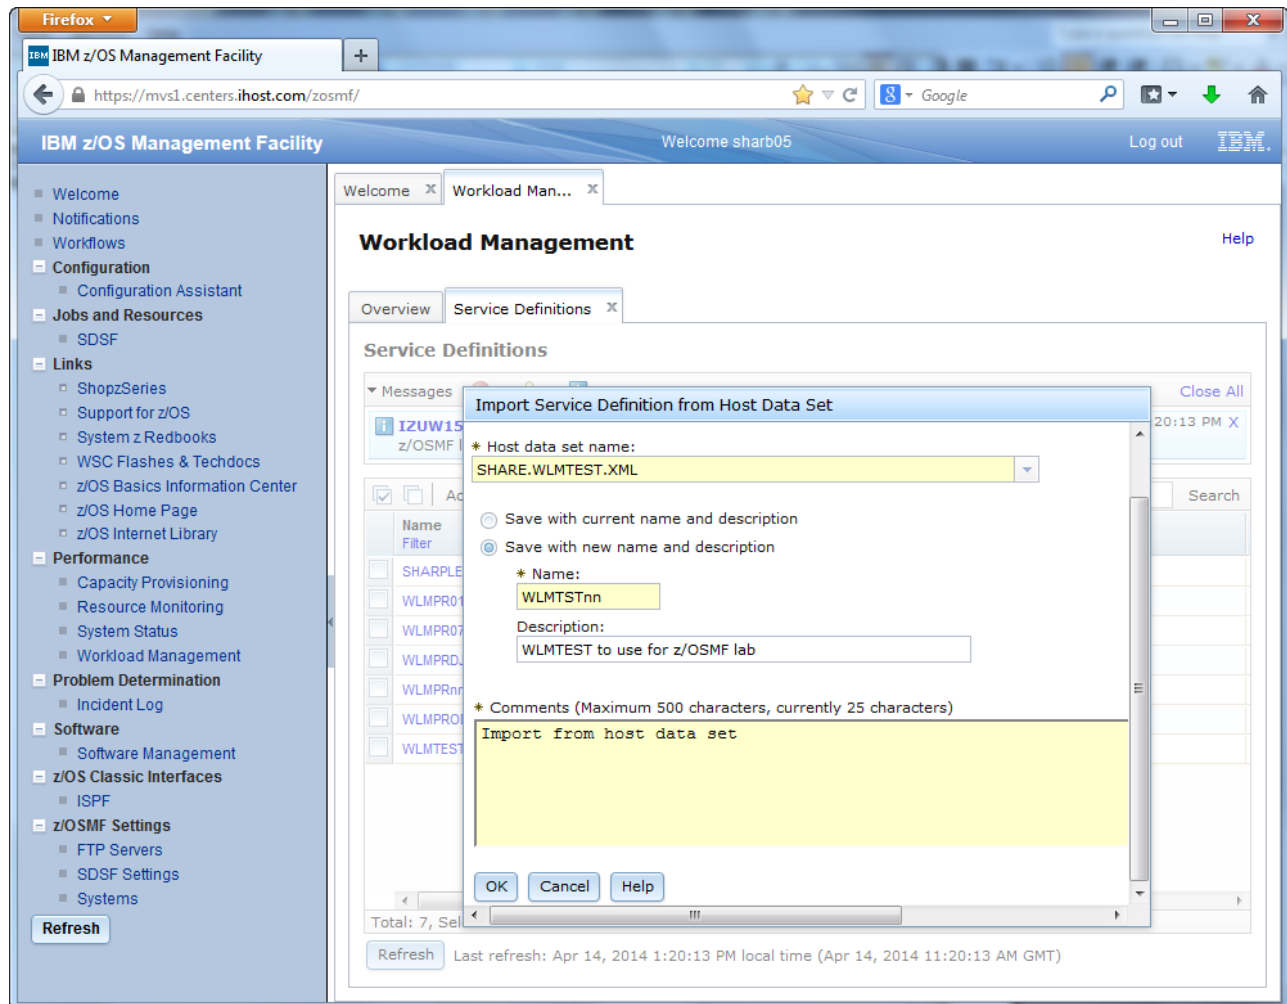 Firefox
IBM IBM z/OS Management Facility
https://mvs1.centers.ihost.com/zosmf/
8 Google
IBM z/OS Management Facility
Welcome sharb05
Log out
IBM.
Welcome
Notifications
Workflows
Configuration
Configuration Assistant
Jobs and Resources
SDSF
Links
ShopzSeries
Support for z/OS
System z Redbooks
WSC Flashes & Techdocs
z/OS Basics Information Center
z/OS Home Page
z/OS Internet Library
Performance
Capacity Provisioning
Resource Monitoring
System Status
Workload Management
Problem Determination
Incident Log
Software
Software Management
z/OS Classic Interfaces
ISPF
z/OSMF Settings
FTP Servers
SDSF Settings
Systems
Refresh
Welcome X Workload Man... X
Workload Management
Help
Overview Service Definitions X
Service Definitions
Messages
Close All
IZUW15
20:13 PM X
z/OSMF l
Ac
Search
Name
Filter
SHARPLE
WLMPR01
WLMPR07
WLMPRD
WLMPRnn
WLMPROI
WLMTEST
Import Service Definition from Host Data Set
* Host data set name:
SHARE.WLMTEST.XML
Save with current name and description
Save with new name and description
* Name:
WLMTSTnn
Description:
WLMTEST to use for z/OSMF lab
* Comments (Maximum 500 characters, currently 25 characters)
Import from host data set
OK Cancel Help
Total: 7, Sel
Refresh Last refresh: Apr 14, 2014 1:20:13 PM local time (Apr 14, 2014 11:20:13 AM GMT)